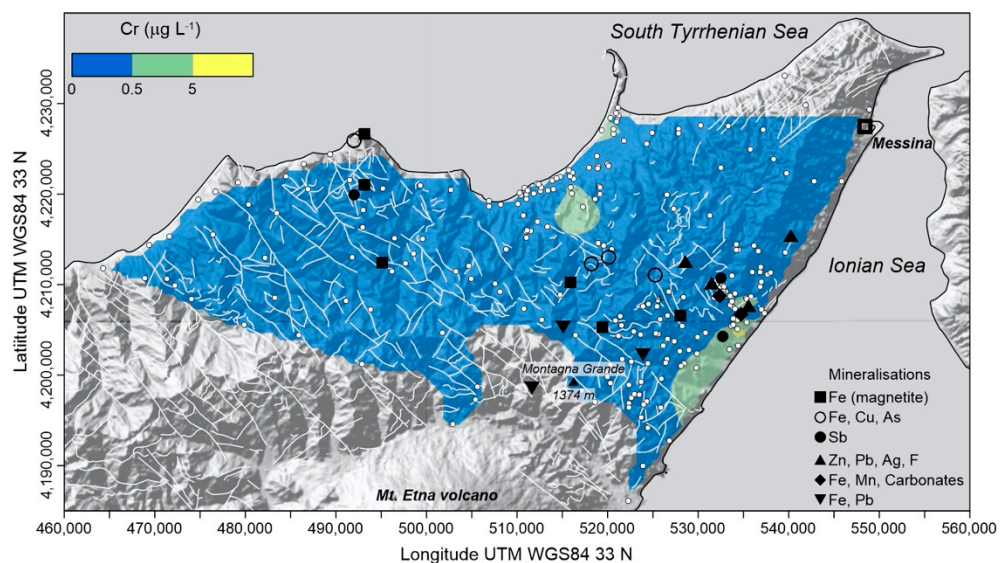 Cr (µg L⁻¹)
0 0.5 5
South Tyrrhenian Sea
Messina
Ionian Sea
Montagna Grande
1374 m
Mt. Etna volcano
Mineralisations
Fe (magnetite)
Fe, Cu, As
Sb
Zn, Pb, Ag, F
Fe, Mn, Carbonates
Fe, Pb
4,230,000
4,220,000
4,210,000
4,200,000
4,190,000
Latiitude UTM WGS84 33 N
460,000 470,000 480,000 490,000 500,000 510,000 520,000 530,000 540,000 550,000 560,000
Longitude UTM WGS84 33 N